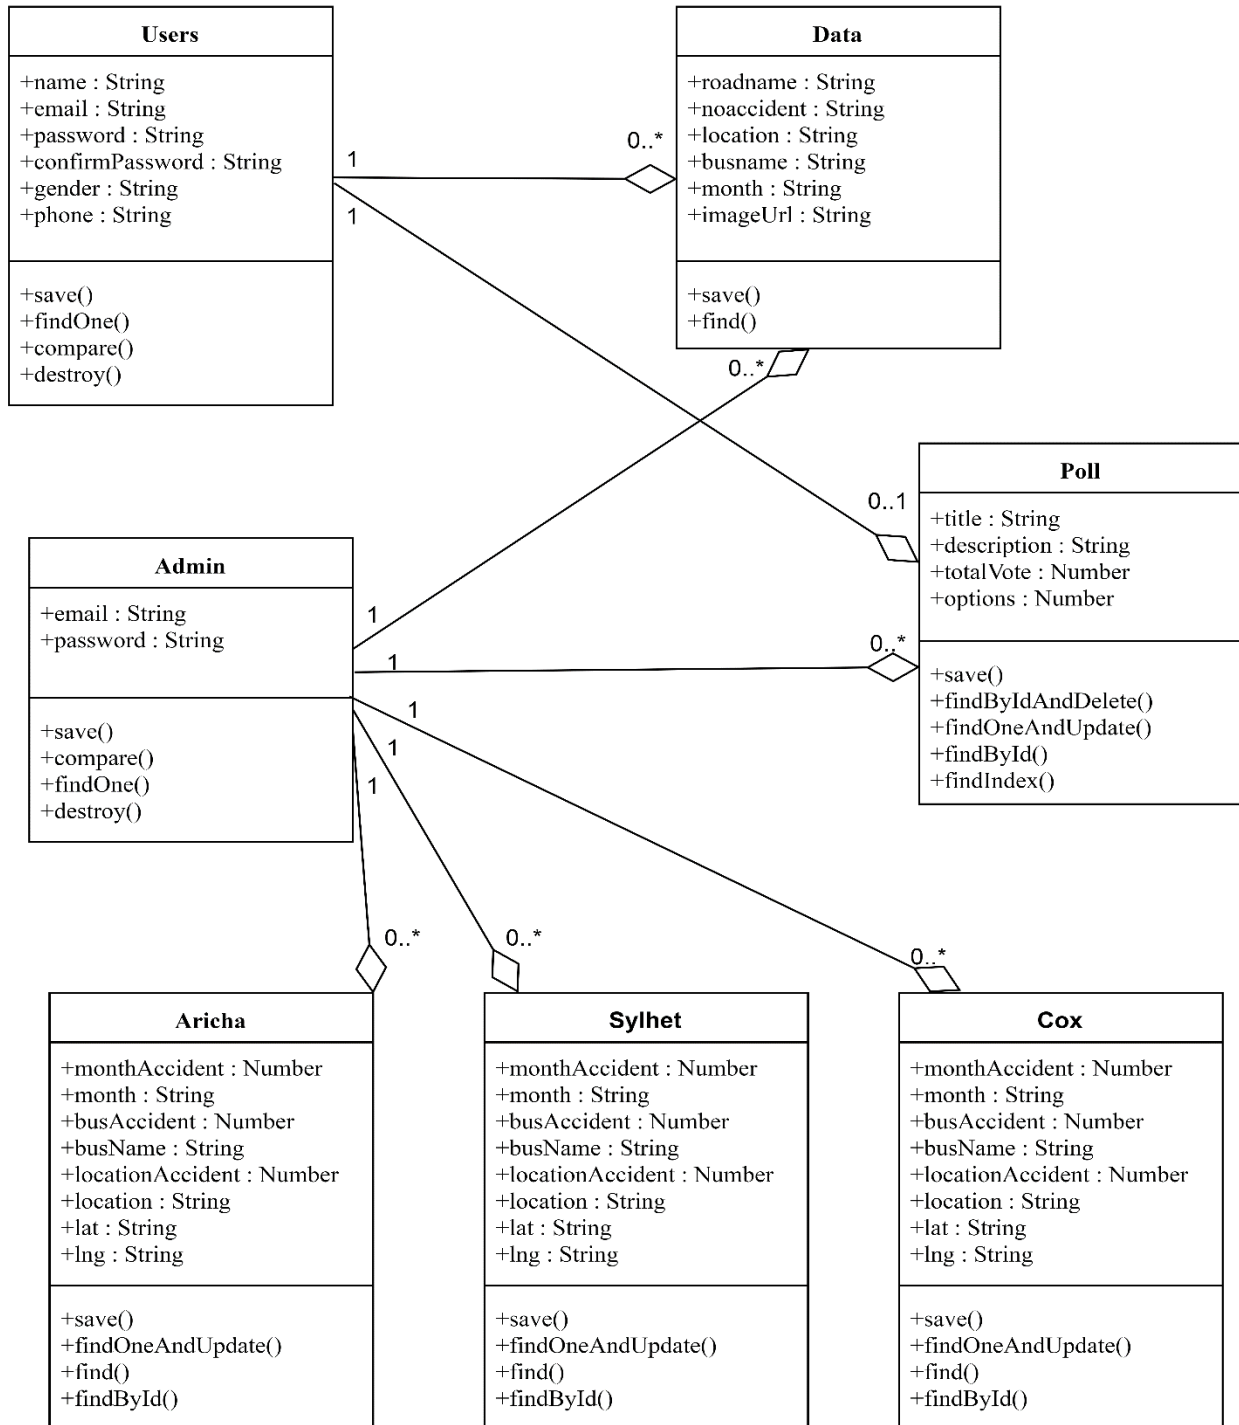 Users
+name : String
+email : String
+password : String
+confirmPassword : String
+gender : String
+phone : String
+save()
+findOne()
+compare()
+destroy()
1
1
0..*
Data
+roadname : String
+noaccident : String
+location : String
+busname : String
+month : String
+imageUrl : String
+save()
+find()
0..*
Poll
+title : String
+description : String
+totalVote : Number
+options : Number
+save()
+findByIdAndDelete()
+findOneAndUpdate()
+findById()
+findIndex()
0..1
0..*
Admin
+email : String
+password : String
+save()
+compare()
+findOne()
+destroy()
1
1
1
1
1
0..*
0..*
0..*
Aricha
+monthAccident : Number
+month : String
+busAccident : Number
+busName : String
+locationAccident : Number
+location : String
+lat : String
+lng : String
+save()
+findOneAndUpdate()
+find()
+findById()
Sylhet
+monthAccident : Number
+month : String
+busAccident : Number
+busName : String
+locationAccident : Number
+location : String
+lat : String
+lng : String
+save()
+findOneAndUpdate()
+find()
+findById()
Cox
+monthAccident : Number
+month : String
+busAccident : Number
+busName : String
+locationAccident : Number
+location : String
+lat : String
+lng : String
+save()
+findOneAndUpdate()
+find()
+findById()